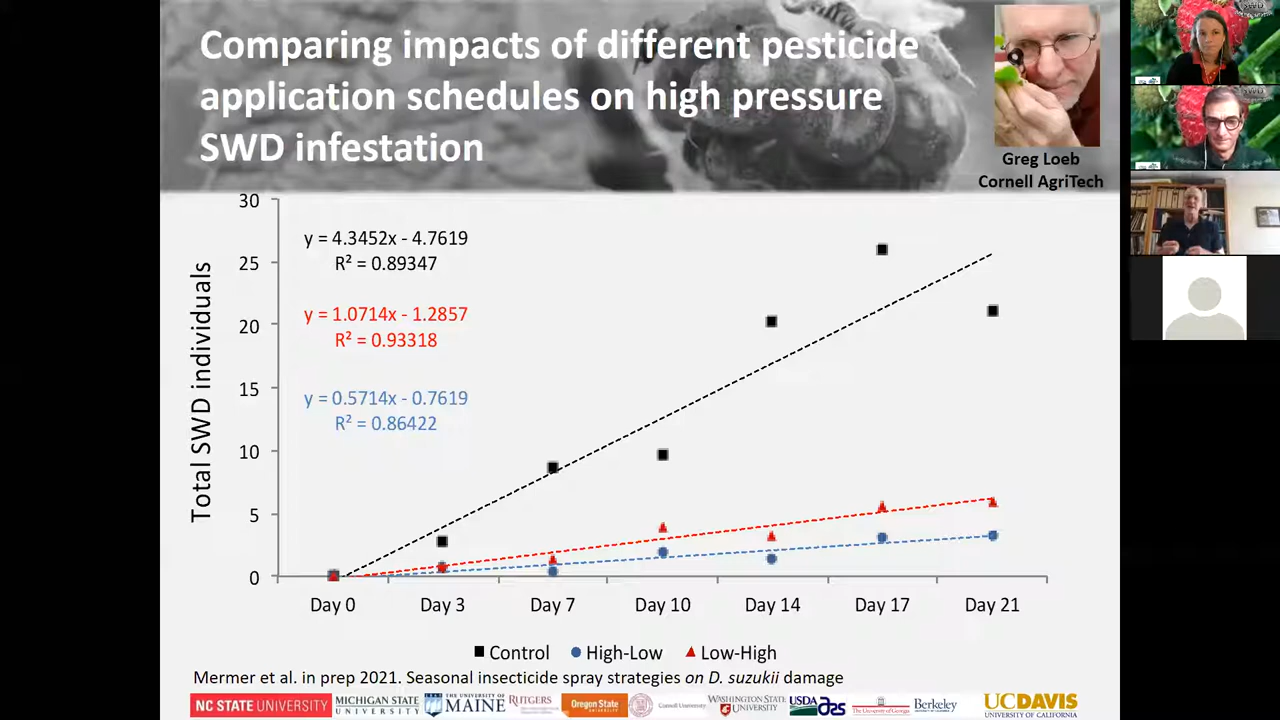 Comparing impacts of different pesticide
application schedules on high pressure
SWD infestation
Greg Loeb
Cornell AgriTech
Total SWD individuals
30
25
20
15
10
5
0
y = 4.3452x - 4.7619
R² = 0.89347
y = 1.0714x - 1.2857
R² = 0.93318
y = 0.5714x - 0.7619
R² = 0.86422
Day 0 Day 3 Day 7 Day 10 Day 14 Day 17 Day 21
Control High-Low Low-High
Mermer et al. in prep 2021. Seasonal insecticide spray strategies on D. suzukii damage
NC STATE UNIVERSITY
MICHIGAN STATE
UNIVERSITY
THE UNIVERSITY OF
MAINE
RUTGERS
Oregon State
Cornell University
WASHINGTON STATE
UNIVERSITY
USDA
Berkeley
UCDAVIS
UNIVERSITY OF CALIFORNIA